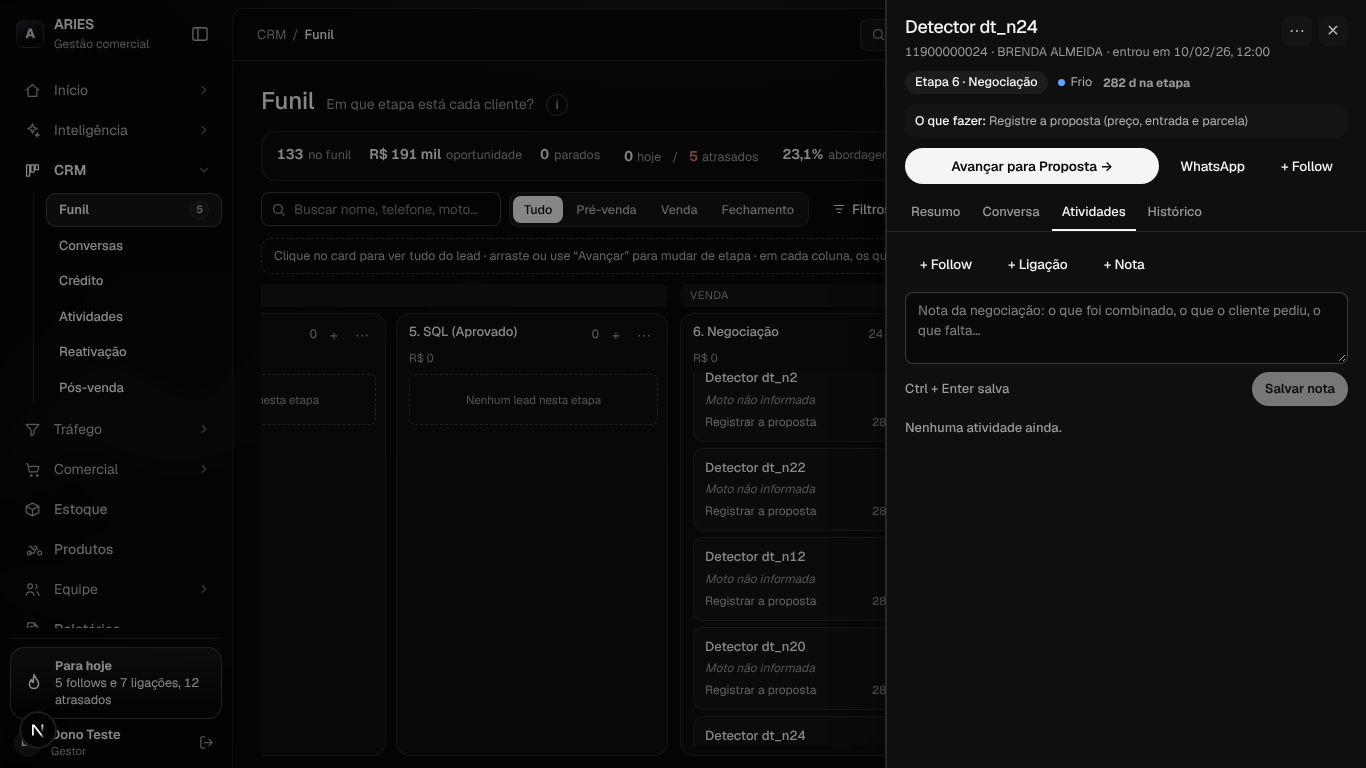 A
ARIES
Gestão comercial
Início
Inteligência
CRM
Funil
5
Conversas
Crédito
Atividades
Reativação
Pós-venda
Tráfego
Comercial
Estoque
Produtos
Equipe
Relatórios
Para hoje
5 follows e 7 ligações, 12
atrasados
N
Dono Teste
Gestor
CRM / Funil
Funil
Em que etapa está cada cliente?
i
133 no funil
R$ 191 mil oportunidade
0 parados
0 hoje / 5 atrasados
23,1%
Buscar nome, telefone, moto...
Tudo
Pré-venda
Venda
Fechamento
Filtros
Clique no card para ver tudo do lead · arraste ou use “Avançar” para mudar de etapa · em cada coluna, os
VENDA
0 + ...
nesta etapa
5. SQL (Aprovado)
0 + ...
R$ 0
Nenhum lead nesta etapa
6. Negociação
24
R$ 0
Detector dt_n2
Moto não informada
Registrar a proposta
28
Detector dt_n22
Moto não informada
Registrar a proposta
28
Detector dt_n12
Moto não informada
Registrar a proposta
28
Detector dt_n20
Moto não informada
Registrar a proposta
28
Detector dt_n24
Detector dt_n24
11900000024 · BRENDA ALMEIDA · entrou em 10/02/26, 12:00
Etapa 6 · Negociação
Frio
282 d na etapa
O que fazer: Registre a proposta (preço, entrada e parcela)
Avançar para Proposta →
WhatsApp
+ Follow
Resumo
Conversa
Atividades
Histórico
+ Follow
+ Ligação
+ Nota
Nota da negociação: o que foi combinado, o que o cliente pediu, o
que falta…
Ctrl + Enter salva
Salvar nota
Nenhuma atividade ainda.